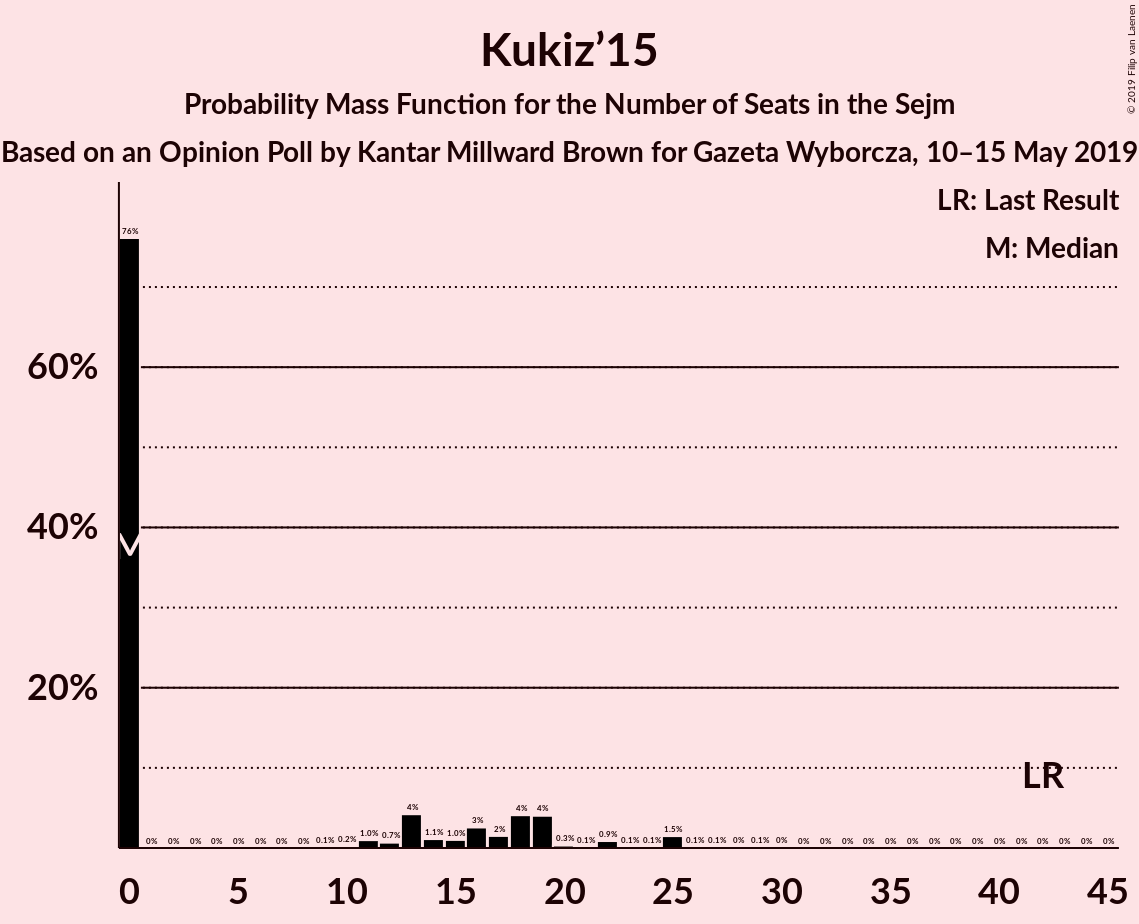 Kukiz’15
Probability Mass Function for the Number of Seats in the Sejm
Based on an Opinion Poll by Kantar Millward Brown for Gazeta Wyborcza, 10–15 May 2019
© 2019 Filip van Laenen
LR: Last Result
M: Median
76%
60%
40%
20%
LR
0% 0% 0% 0% 0% 0% 0% 0% 0.1% 0.2% 1.0% 0.7% 4% 1.1% 1.0% 3% 2% 4% 4% 0.3% 0.1% 0.9% 0.1% 0.1% 1.5% 0.1% 0.1% 0% 0.1% 0% 0% 0% 0% 0% 0% 0% 0% 0% 0% 0% 0% 0% 0% 0% 0%
0 5 10 15 20 25 30 35 40 45